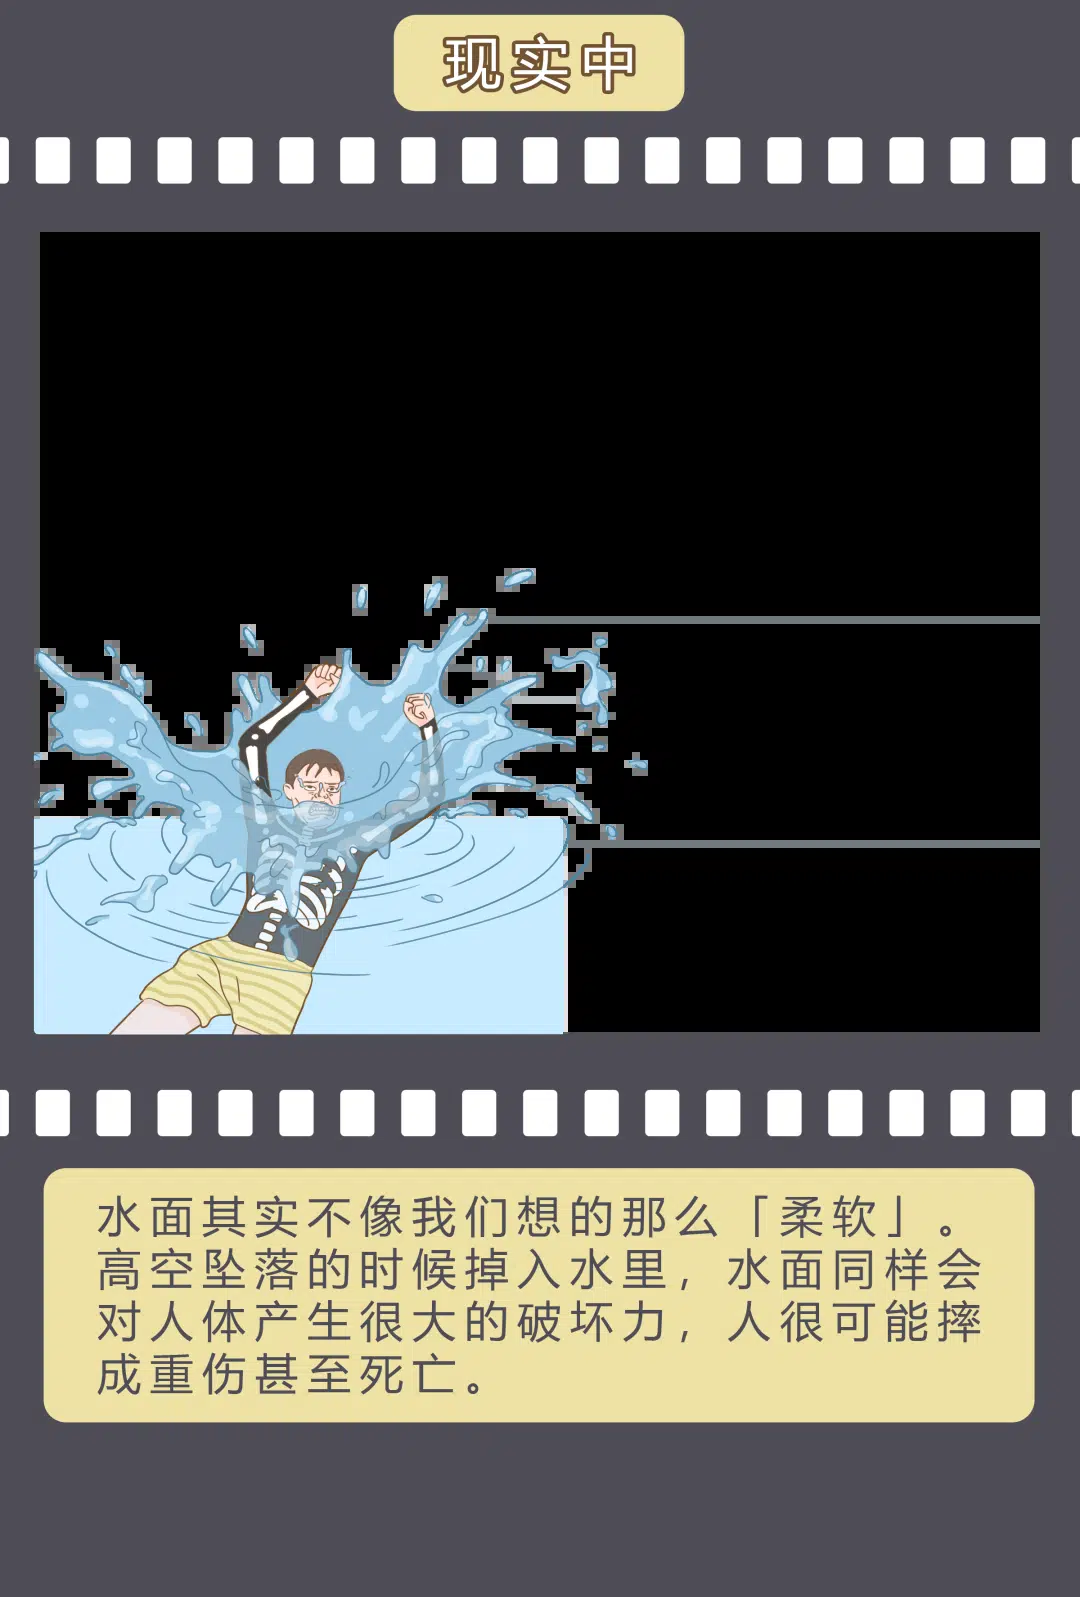 现实中
水面其实不像我们想的那么「柔软」。
高空坠落的时候掉入水里，水面同样会
对人体产生很大的破坏力，人很可能摔
成重伤甚至死亡。